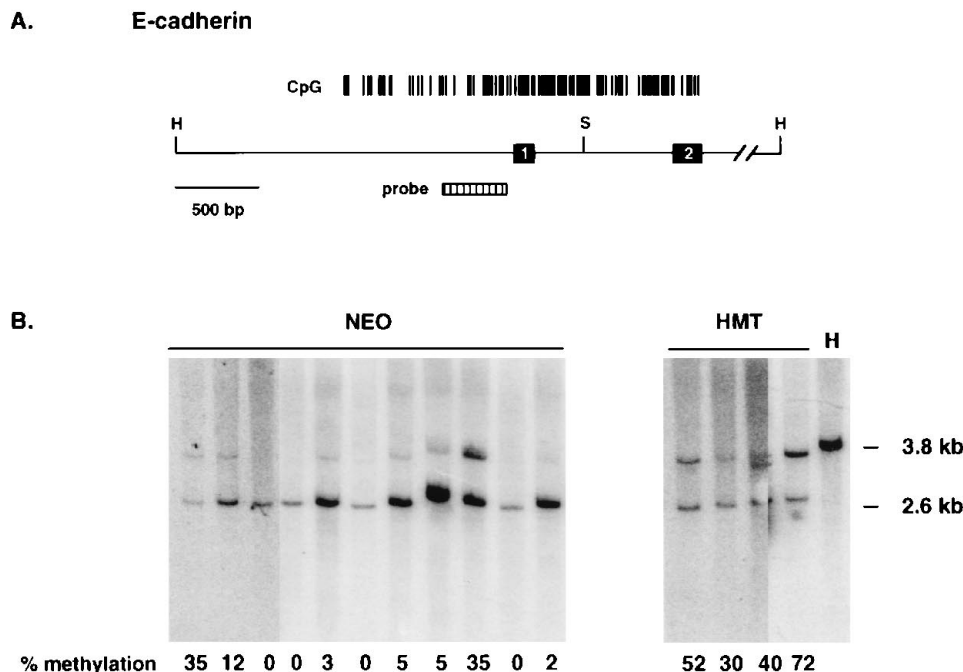 A. E-cadherin
CpG
H S H
1 2
probe
500 bp
B. NEO HMT H
3.8 kb
2.6 kb
% methylation 35 12 0 0 3 0 5 5 35 0 2 52 30 40 72